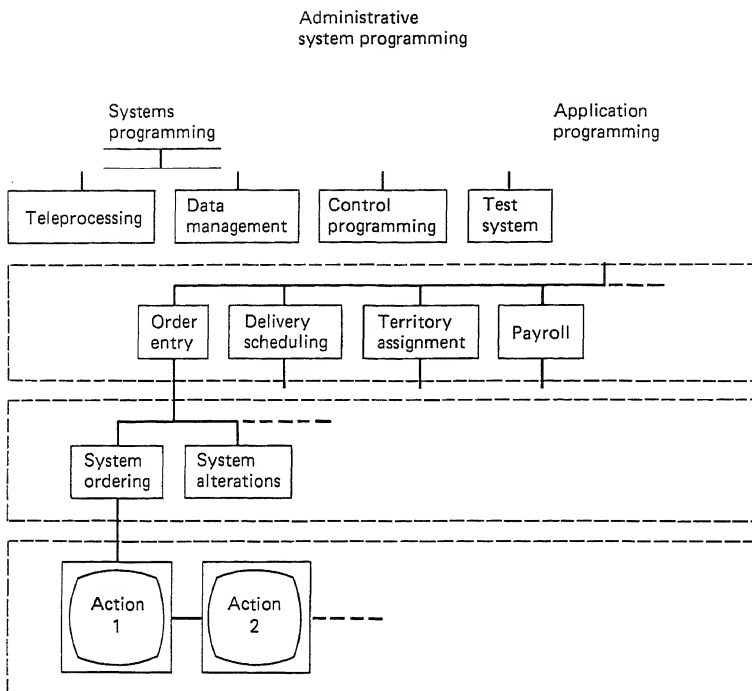 Administrative
system programming
Systems
programming
Application
programming
Teleprocessing
Data
management
Control
programming
Test
system
Order
entry
Delivery
scheduling
Territory
assignment
Payroll
System
ordering
System
alterations
Action
1
Action
2